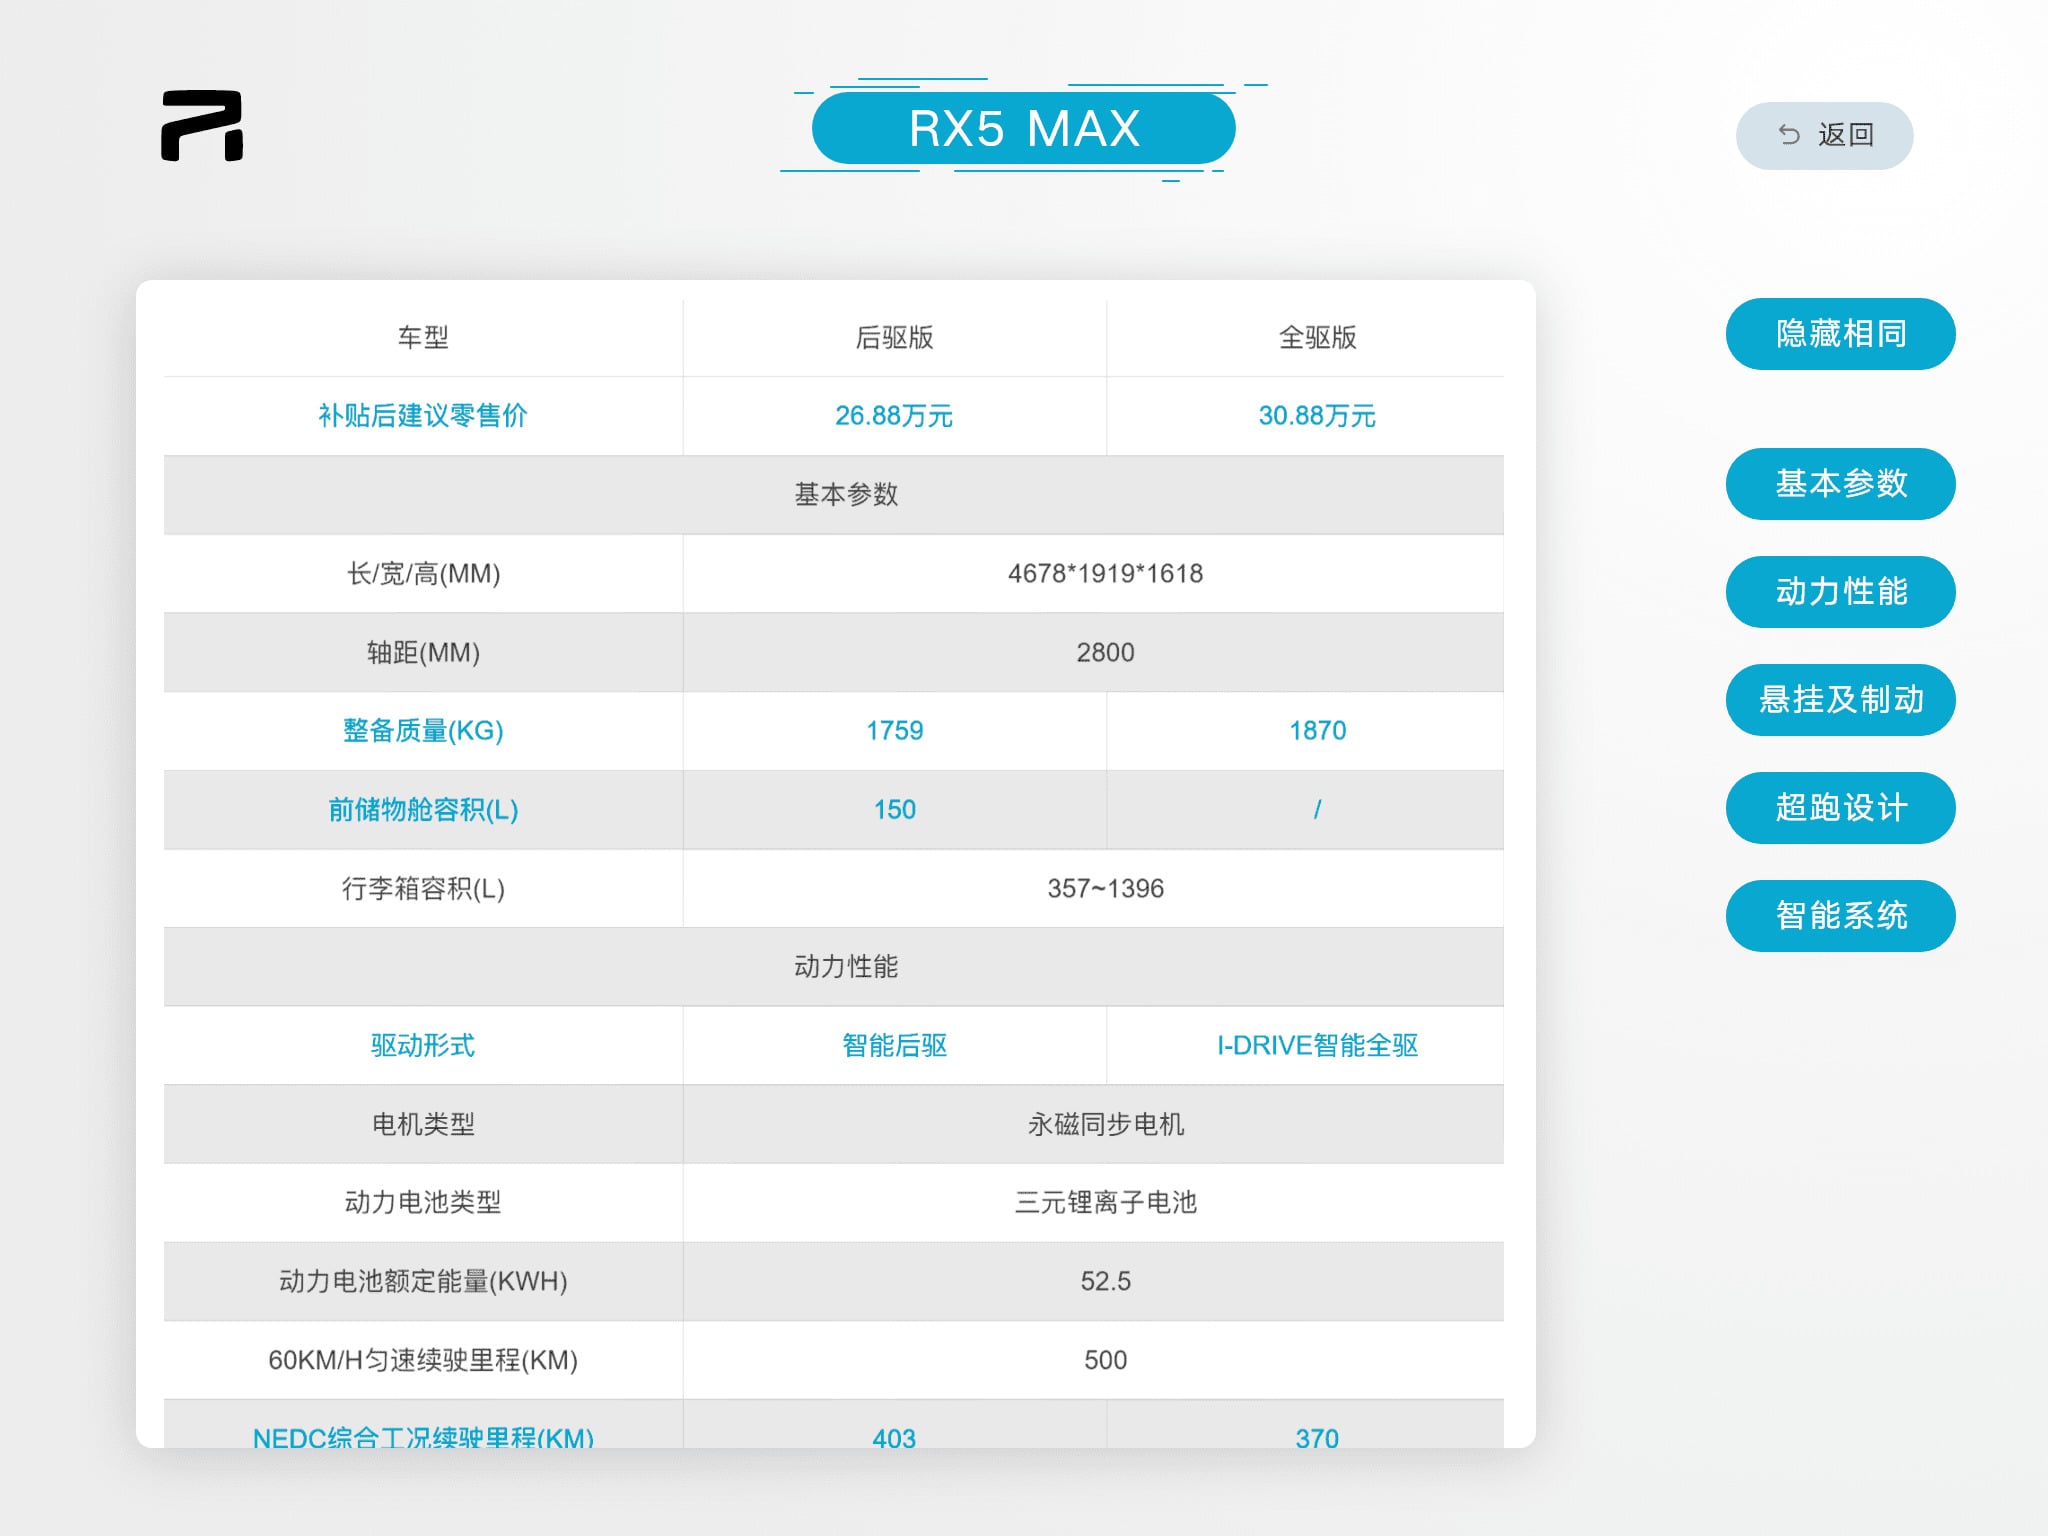 RX5 MAX
返回
车型 后驱版 全驱版
补贴后建议零售价 26.88万元 30.88万元
基本参数
长/宽/高(MM) 4678*1919*1618
轴距(MM) 2800
整备质量(KG) 1759 1870
前储物舱容积(L) 150 /
行李箱容积(L) 357~1396
动力性能
驱动形式 智能后驱 I-DRIVE智能全驱
电机类型 永磁同步电机
动力电池类型 三元锂离子电池
动力电池额定能量(KWH) 52.5
60KM/H匀速续驶里程(KM) 500
NEDC综合工况续驶里程(KM) 403 370
隐藏相同
基本参数
动力性能
悬挂及制动
超跑设计
智能系统